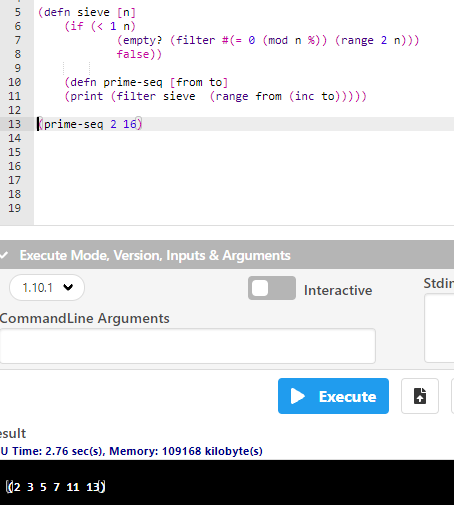 5 (defn sieve [n]
6 (if (< 1 n)
7 (empty? (filter #(= 0 (mod n %)) (range 2 n)))
8 false))
9
10 (defn prime-seq [from to]
11 (print (filter sieve (range from (inc to)))))
12
13 (prime-seq 2 16)
14
15
16
17
18
19
Execute Mode, Version, Inputs & Arguments
1.10.1
Interactive
Stdin
CommandLine Arguments
Execute
esult
U Time: 2.76 sec(s), Memory: 109168 kilobyte(s)
(2 3 5 7 11 13)